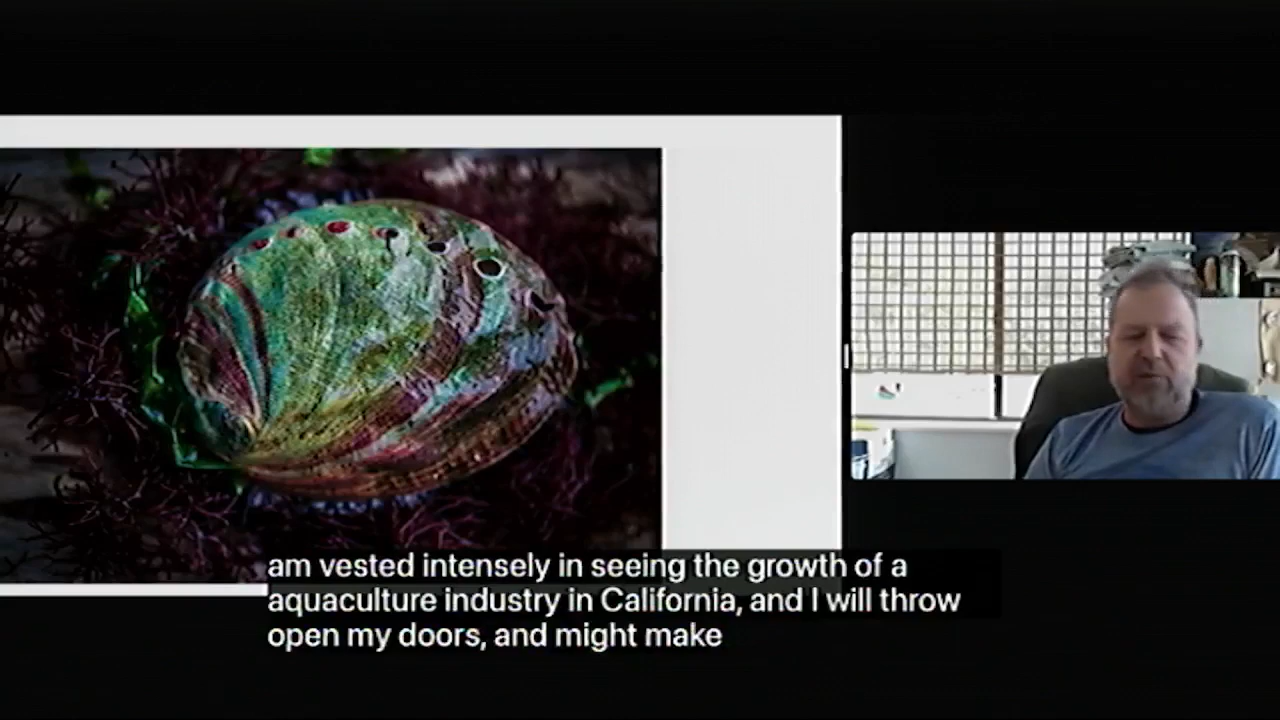 am vested intensely in seeing the growth of a
aquaculture industry in California, and I will throw
open my doors, and might make